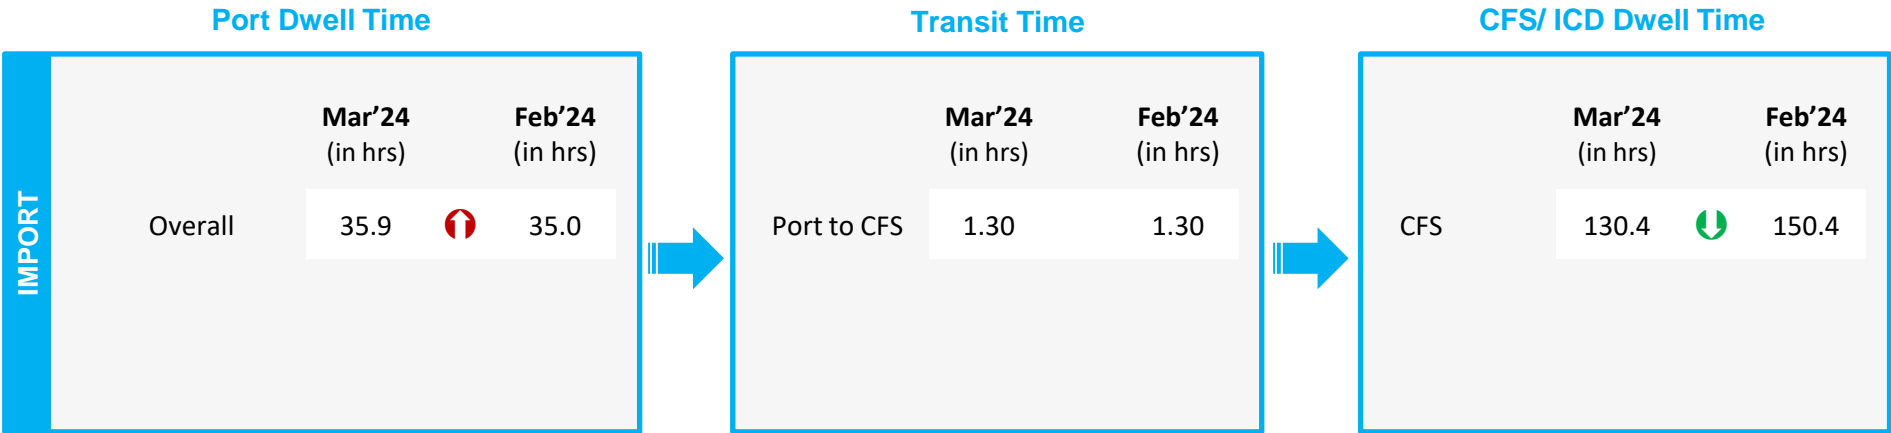 Port Dwell Time
Transit Time
CFS/ ICD Dwell Time
IMPORT
Mar’24 Feb’24
(in hrs) (in hrs)
Overall 35.9 35.0
Mar’24 Feb’24
(in hrs) (in hrs)
Port to CFS 1.30 1.30
Mar’24 Feb’24
(in hrs) (in hrs)
CFS 130.4 150.4